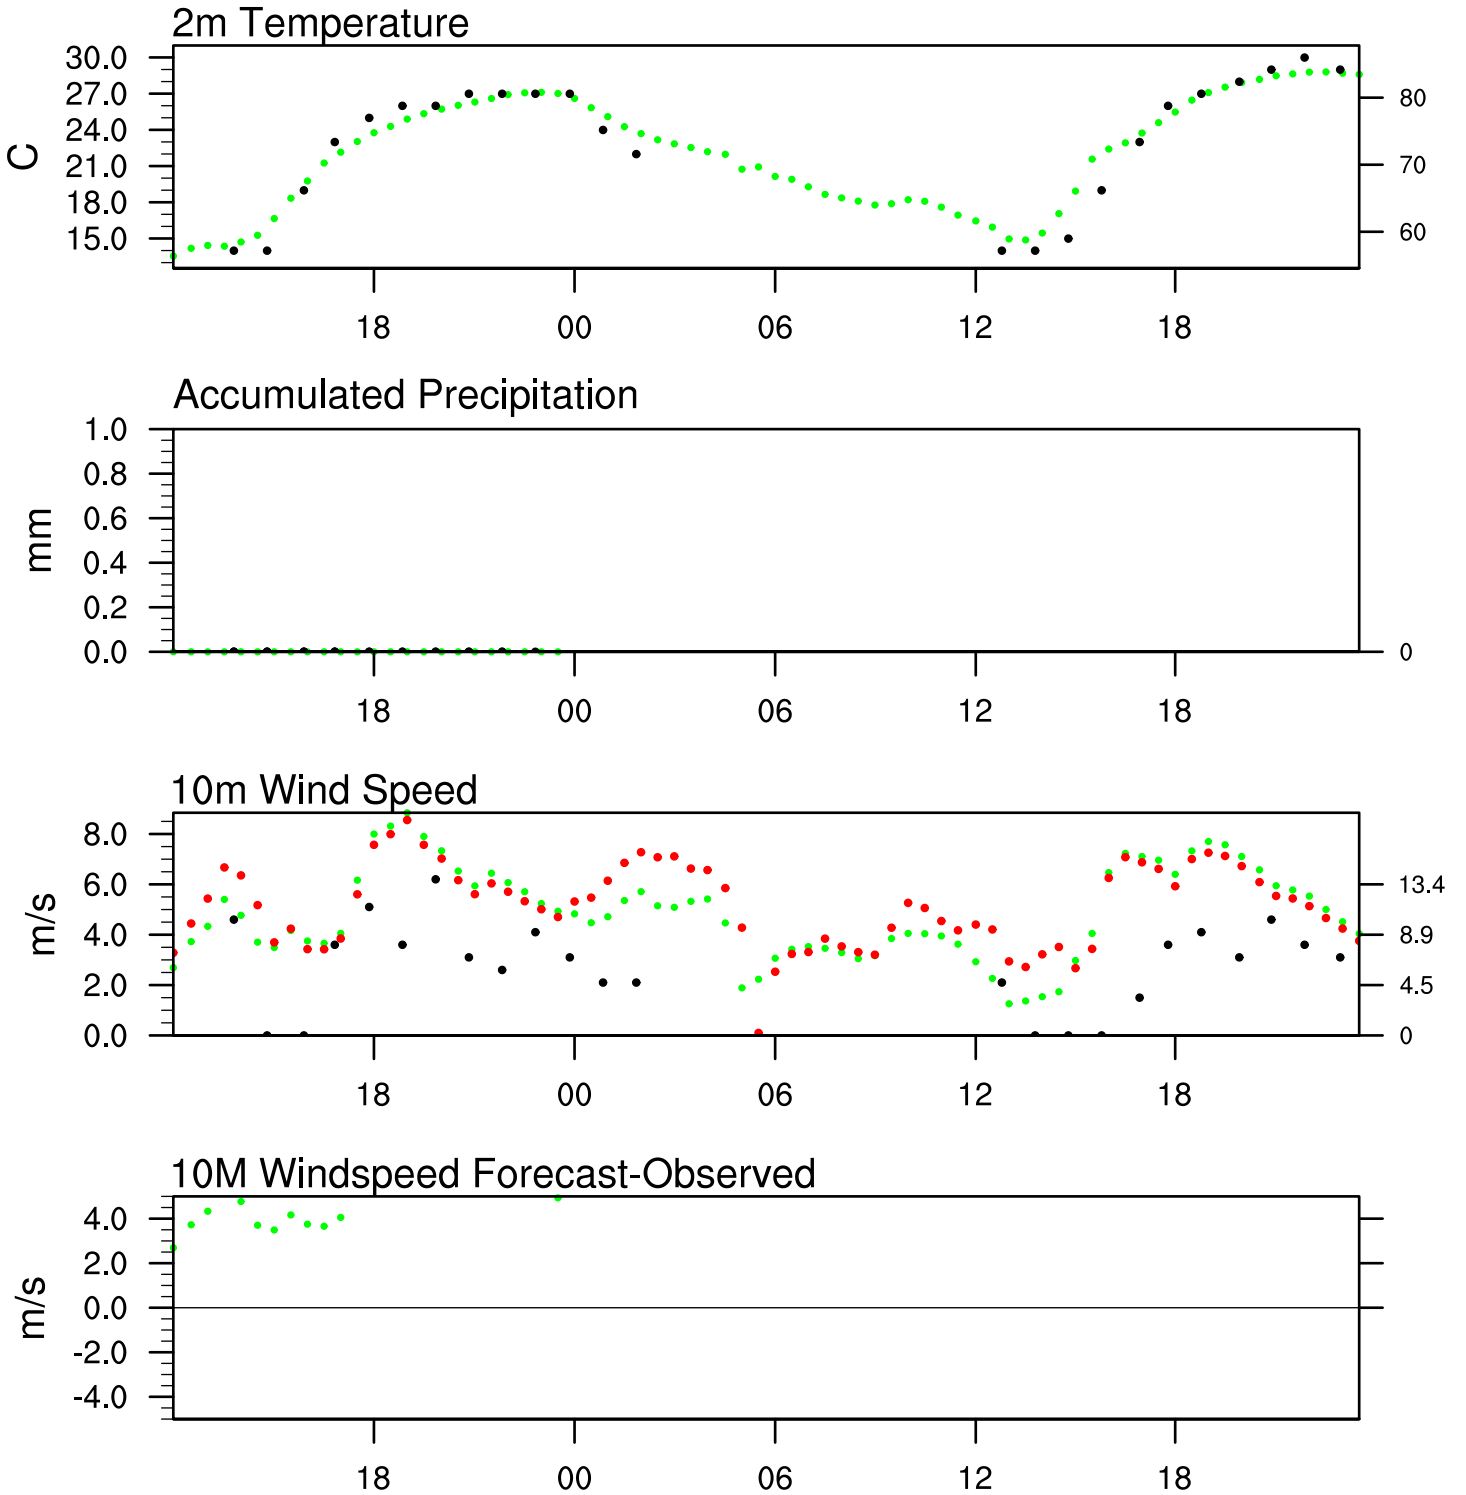 2m Temperature
30.0
27.0
24.0
21.0
18.0
15.0
C
80
70
60
18 00 06 12 18
Accumulated Precipitation
1.0
0.8
0.6
0.4
0.2
0.0
mm
0
18 00 06 12 18
10m Wind Speed
8.0
6.0
4.0
2.0
0.0
m/s
13.4
8.9
4.5
0
18 00 06 12 18
10M Windspeed Forecast-Observed
4.0
2.0
0.0
-2.0
-4.0
m/s
18 00 06 12 18